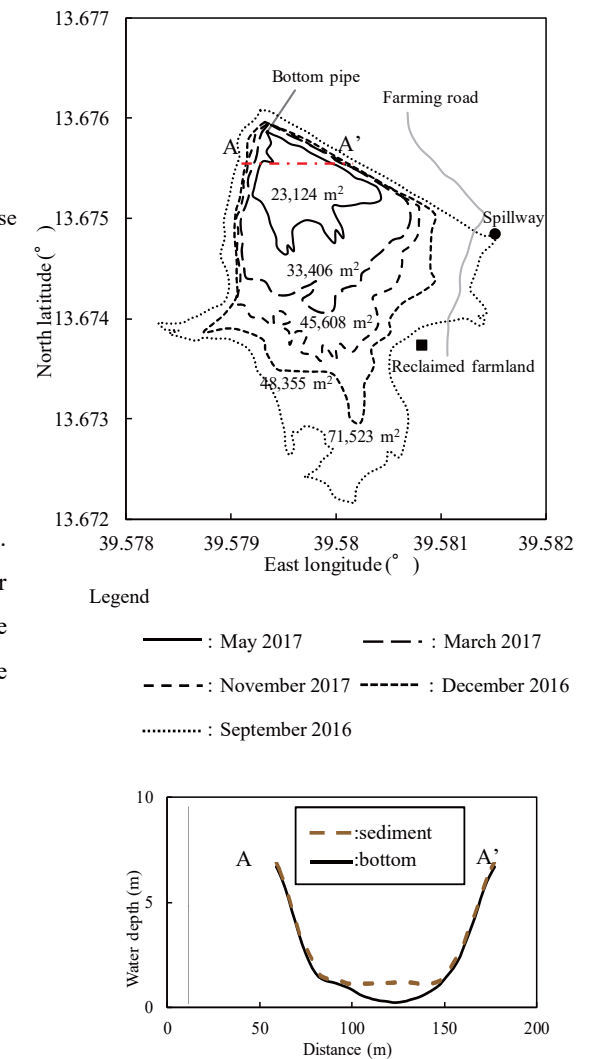 13.677
Bottom pipe
13.676
Farming road
A
A’
se
23,124 m²
13.675
Spillway
North latitude (° )
33,406 m²
13.674
45,608 m²
Reclaimed farmland
48,355 m²
13.673
71,523 m²
13.672
.
39.578
39.579
39.58
39.581
39.582
East longitude (° )
r
Legend
e
: May 2017
: March 2017
e
: November 2017
: December 2016
: September 2016
10
:sediment
A
:bottom
A’
Water depth (m)
5
0
0
50
100
150
200
Distance (m)